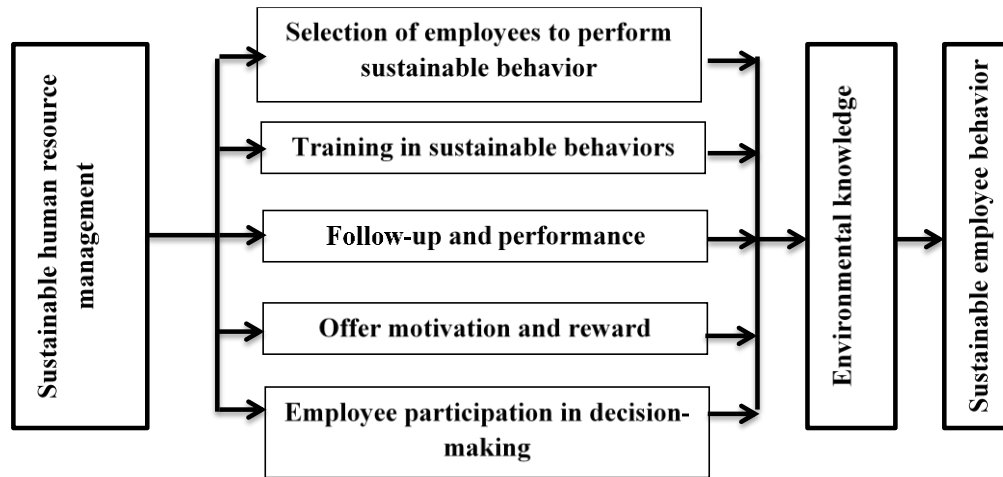 Sustainable human resource
management
Selection of employees to perform
sustainable behavior
Training in sustainable behaviors
Follow-up and performance
Offer motivation and reward
Employee participation in decision-
making
Environmental knowledge
Sustainable employee behavior